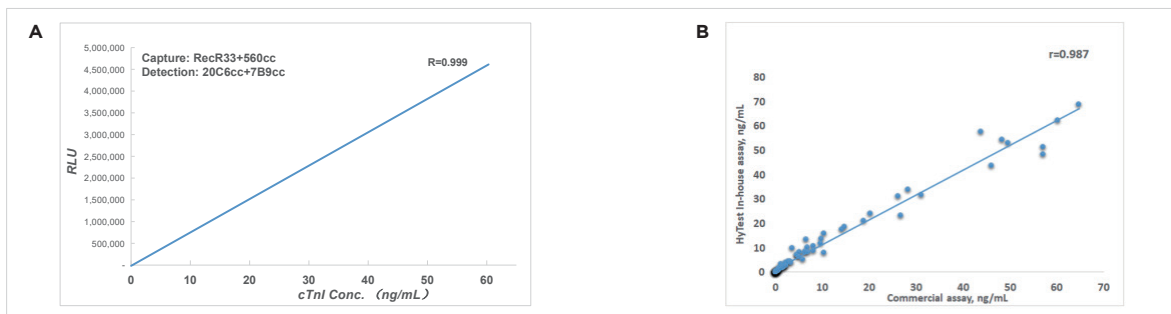 A
5,000,000
4,500,000
4,000,000
3,500,000
3,000,000
2,500,000
2,000,000
1,500,000
1,000,000
500,000
-
RLU
Capture: RecR33+560cc
Detection: 20C6cc+7B9cc
R=0.999
0 10 20 30 40 50 60
cTnI Conc. （ng/mL）
B
r=0.987
80
70
60
50
40
30
20
10
0
HyTest In-house assay, ng/mL
0 10 20 30 40 50 60 70
Commercial assay, ng/mL